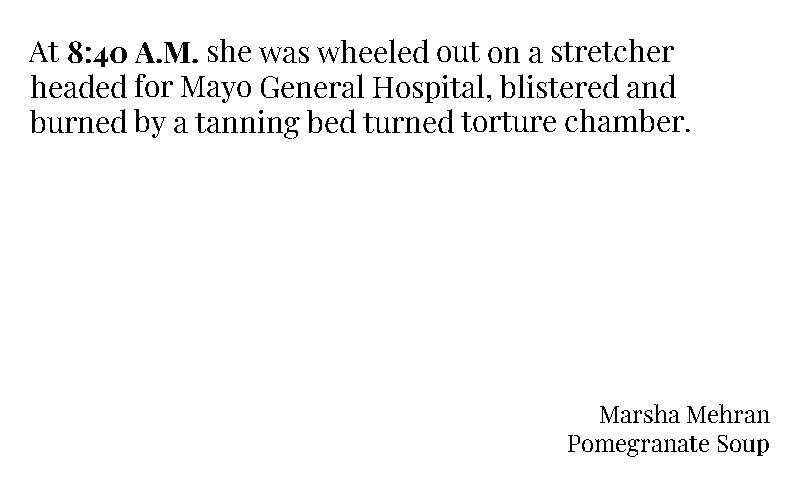 At 8:40 A.M. she was wheeled out on a stretcher
headed for Mayo General Hospital, blistered and
burned by a tanning bed turned torture chamber.
Marsha Mehran
Pomegranate Soup